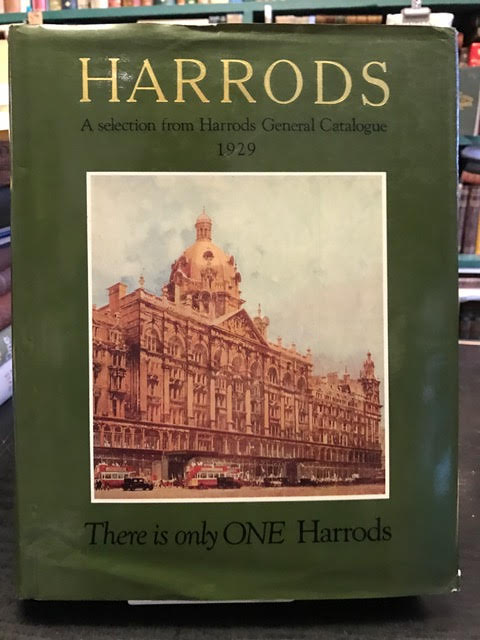 HARRODS
A selection from Harrods General Catalogue
1929
There is only ONE Harrods